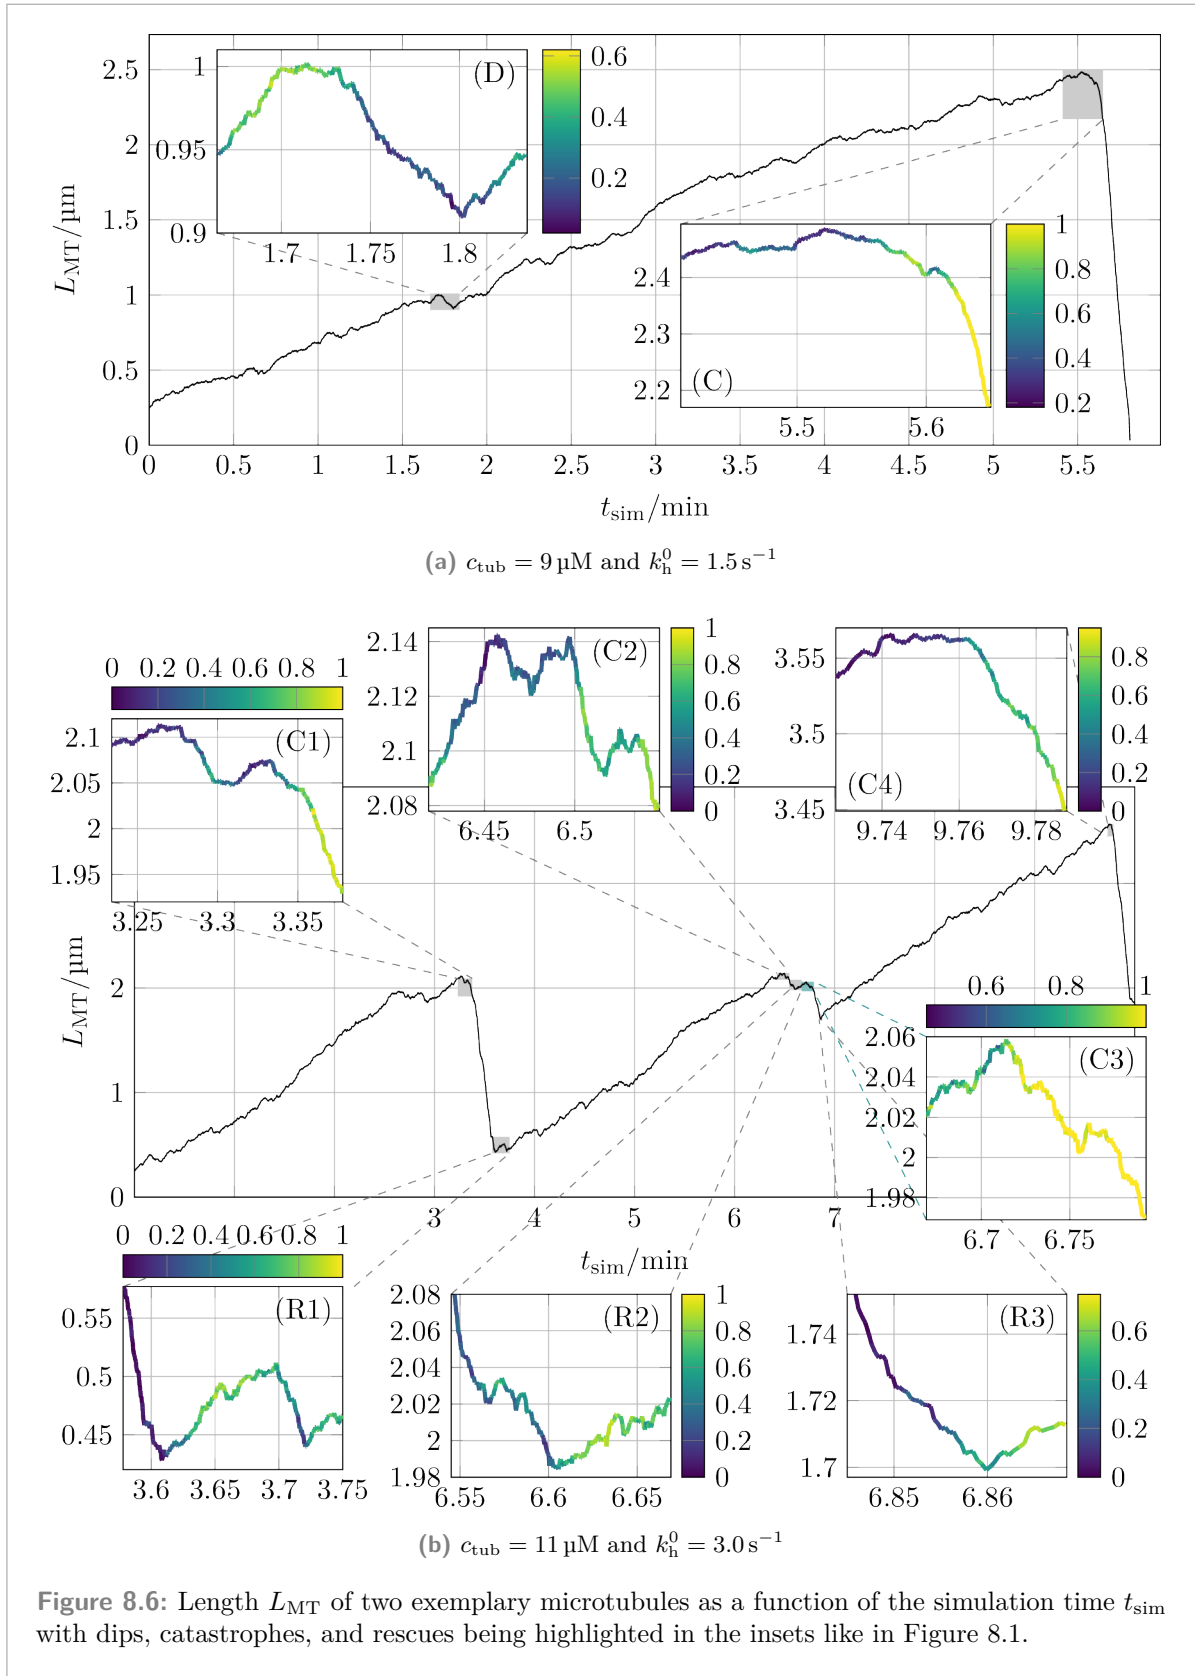 2.5
2
1.5
1
0.5
0
L_MT/µm
0 0.5 1 1.5 2 2.5 3 3.5 4 4.5 5 5.5
t_sim/min
(D)
1
0.95
0.9
1.7 1.75 1.8
0.6
0.4
0.2
(C)
2.4
2.3
2.2
5.5 5.6
1
0.8
0.6
0.4
0.2
(a) c_tub = 9 µM and k_h^0 = 1.5 s^−1
0 0.2 0.4 0.6 0.8 1
(C1)
2.1
2.05
2
1.95
3.25 3.3 3.35
(C2)
2.14
2.12
2.1
2.08
6.45 6.5
1
0.8
0.6
0.4
0.2
0
(C4)
3.55
3.5
3.45
9.74 9.76 9.78
0.8
0.6
0.4
0.2
0
L_MT/µm
2
1
0
3 4 5 6 7
t_sim/min
0.6 0.8 1
(C3)
2.06
2.04
2.02
2
1.98
6.7 6.75
0 0.2 0.4 0.6 0.8 1
(R1)
0.55
0.5
0.45
3.6 3.65 3.7 3.75
(R2)
2.08
2.06
2.04
2.02
2
1.98
6.55 6.6 6.65
1
0.8
0.6
0.4
0.2
0
(R3)
1.74
1.72
1.7
6.85 6.86
0.6
0.4
0.2
0
(b) c_tub = 11 µM and k_h^0 = 3.0 s^−1
Figure 8.6: Length L_MT of two exemplary microtubules as a function of the simulation time t_sim
with dips, catastrophes, and rescues being highlighted in the insets like in Figure 8.1.